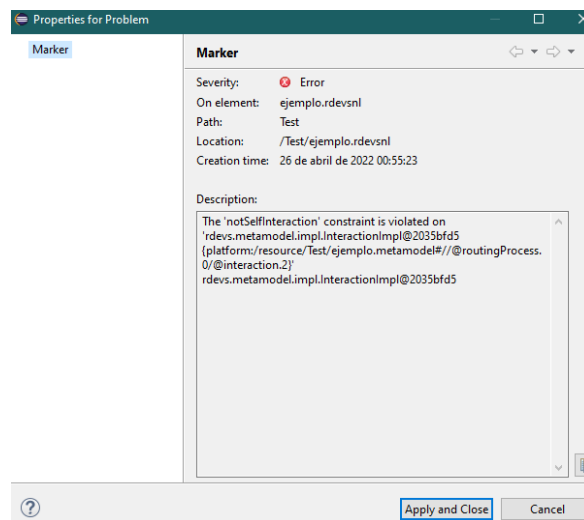 Properties for Problem
Marker
Marker
Severity: Error
On element: ejemplo.rdevsnl
Path: Test
Location: /Test/ejemplo.rdevsnl
Creation time: 26 de abril de 2022 00:55:23
Description:
The 'notSelfInteraction' constraint is violated on
'rdevs.metamodel.impl.InteractionImpl@2035bfd5
{platform:/resource/Test/ejemplo.metamodel#//@routingProcess.
0/@interaction.2}'
rdevs.metamodel.impl.InteractionImpl@2035bfd5
?
Apply and Close
Cancel